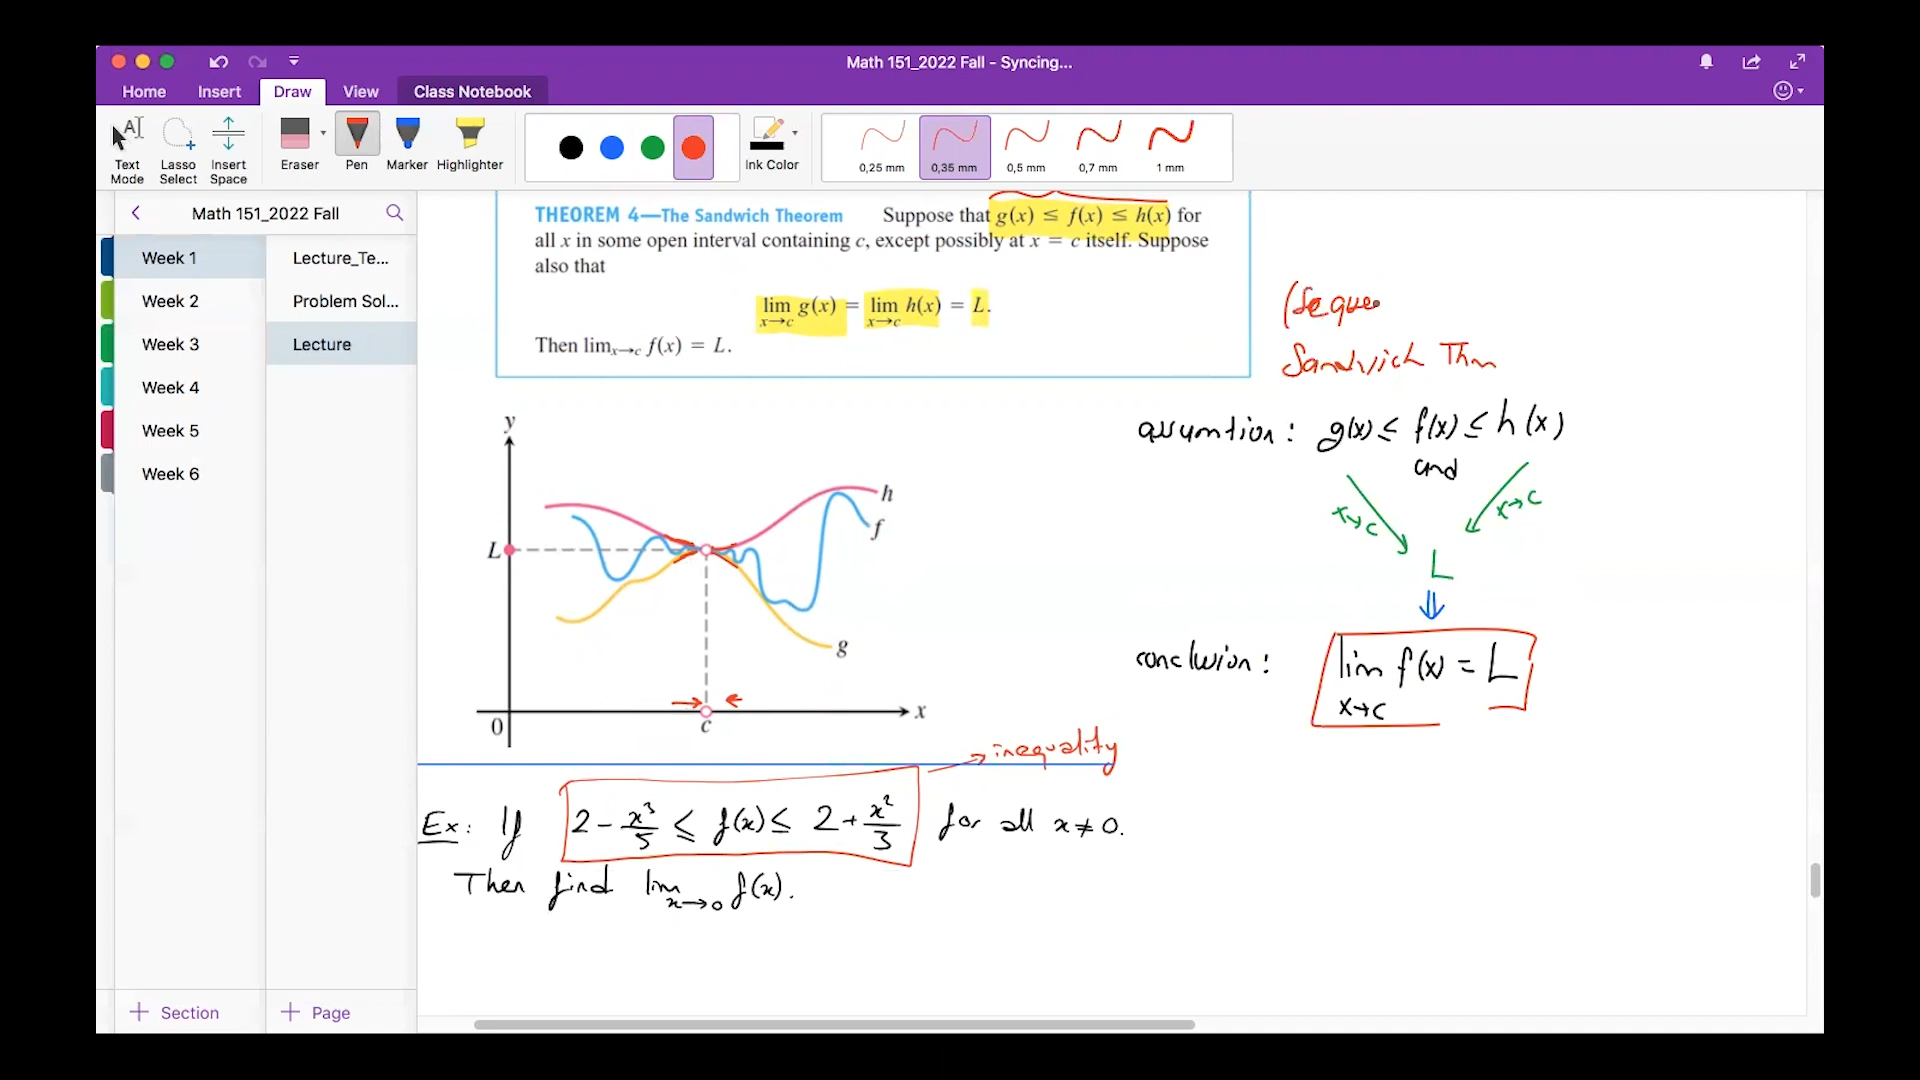 Math 151_2022 Fall - Syncing...
Home Insert Draw View Class Notebook
Text Mode
Lasso Select
Insert Space
Eraser
Pen
Marker
Highlighter
Ink Color
0,25 mm
0,35 mm
0,5 mm
0,7 mm
1 mm
Math 151_2022 Fall
Week 1
Week 2
Week 3
Week 4
Week 5
Week 6
Lecture_Te...
Problem Sol...
Lecture
+ Section
+ Page
THEOREM 4—The Sandwich Theorem Suppose that g(x) ≤ f(x) ≤ h(x) for
all x in some open interval containing c, except possibly at x = c itself. Suppose
also that
lim x→c g(x) = lim x→c h(x) = L.
Then lim x→c f(x) = L.
(Seque
Sandwich Thm
assumtion: g(x) ≤ f(x) ≤ h(x)
and
x→c x→c
L
⇓
conclusion: lim x→c f(x) = L
y
h
f
L
g
0
c
x
inequality
Ex: If 2 - x³/5 ≤ f(x) ≤ 2 + x²/3 for all x ≠ 0.
Then find lim x→0 f(x).